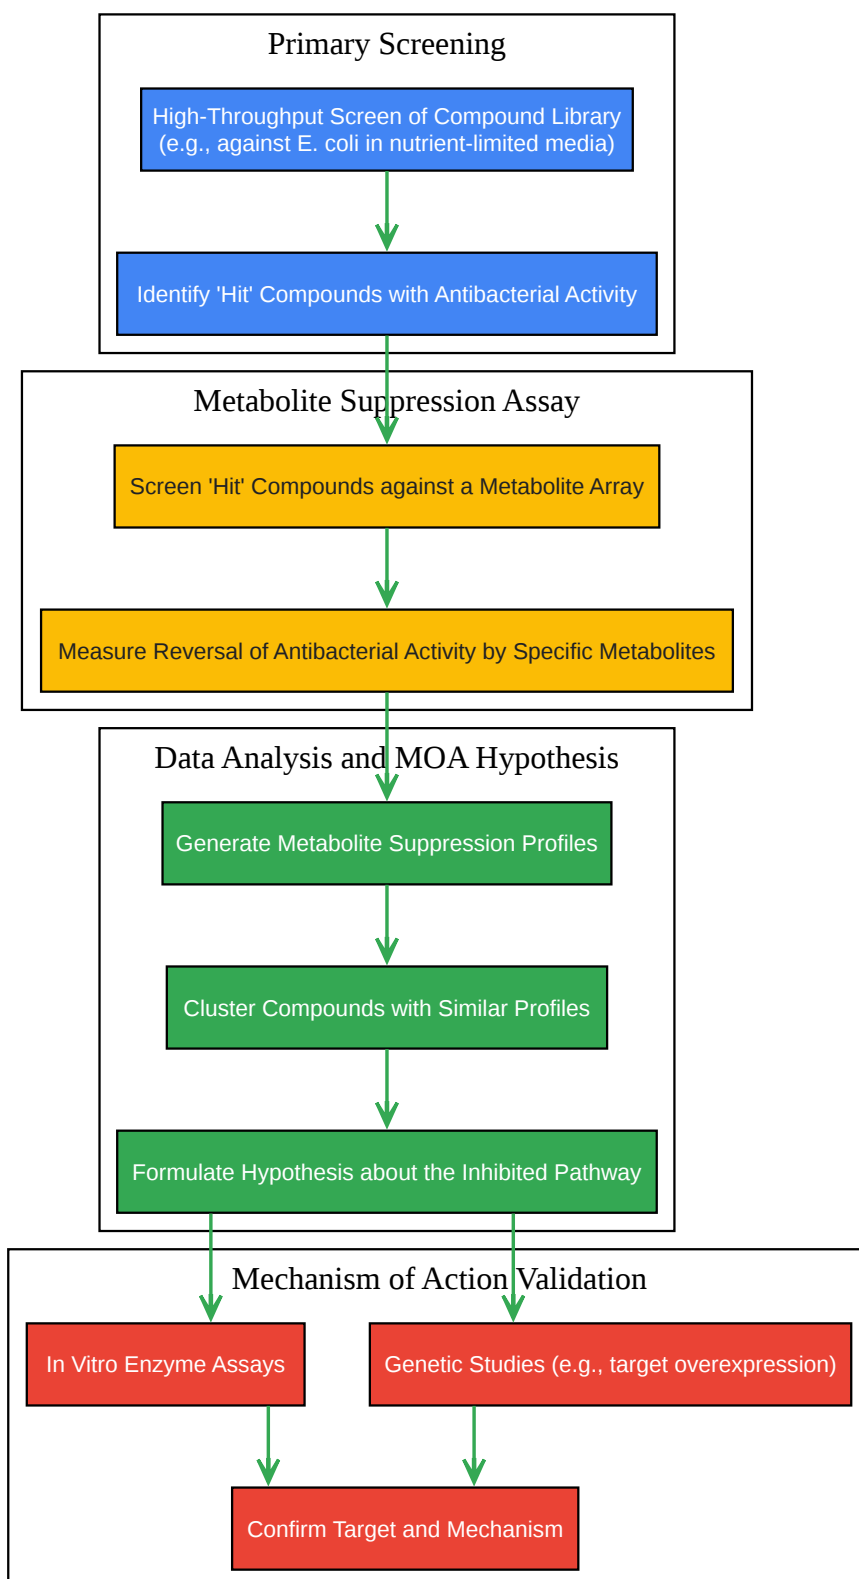 Primary Screening
High-Throughput Screen of Compound Library
(e.g., against E. coli in nutrient-limited media)
Identify 'Hit' Compounds with Antibacterial Activity
Metabolite Suppression Assay
Screen 'Hit' Compounds against a Metabolite Array
Measure Reversal of Antibacterial Activity by Specific Metabolites
Data Analysis and MOA Hypothesis
Generate Metabolite Suppression Profiles
Cluster Compounds with Similar Profiles
Formulate Hypothesis about the Inhibited Pathway
Mechanism of Action Validation
In Vitro Enzyme Assays
Genetic Studies (e.g., target overexpression)
Confirm Target and Mechanism